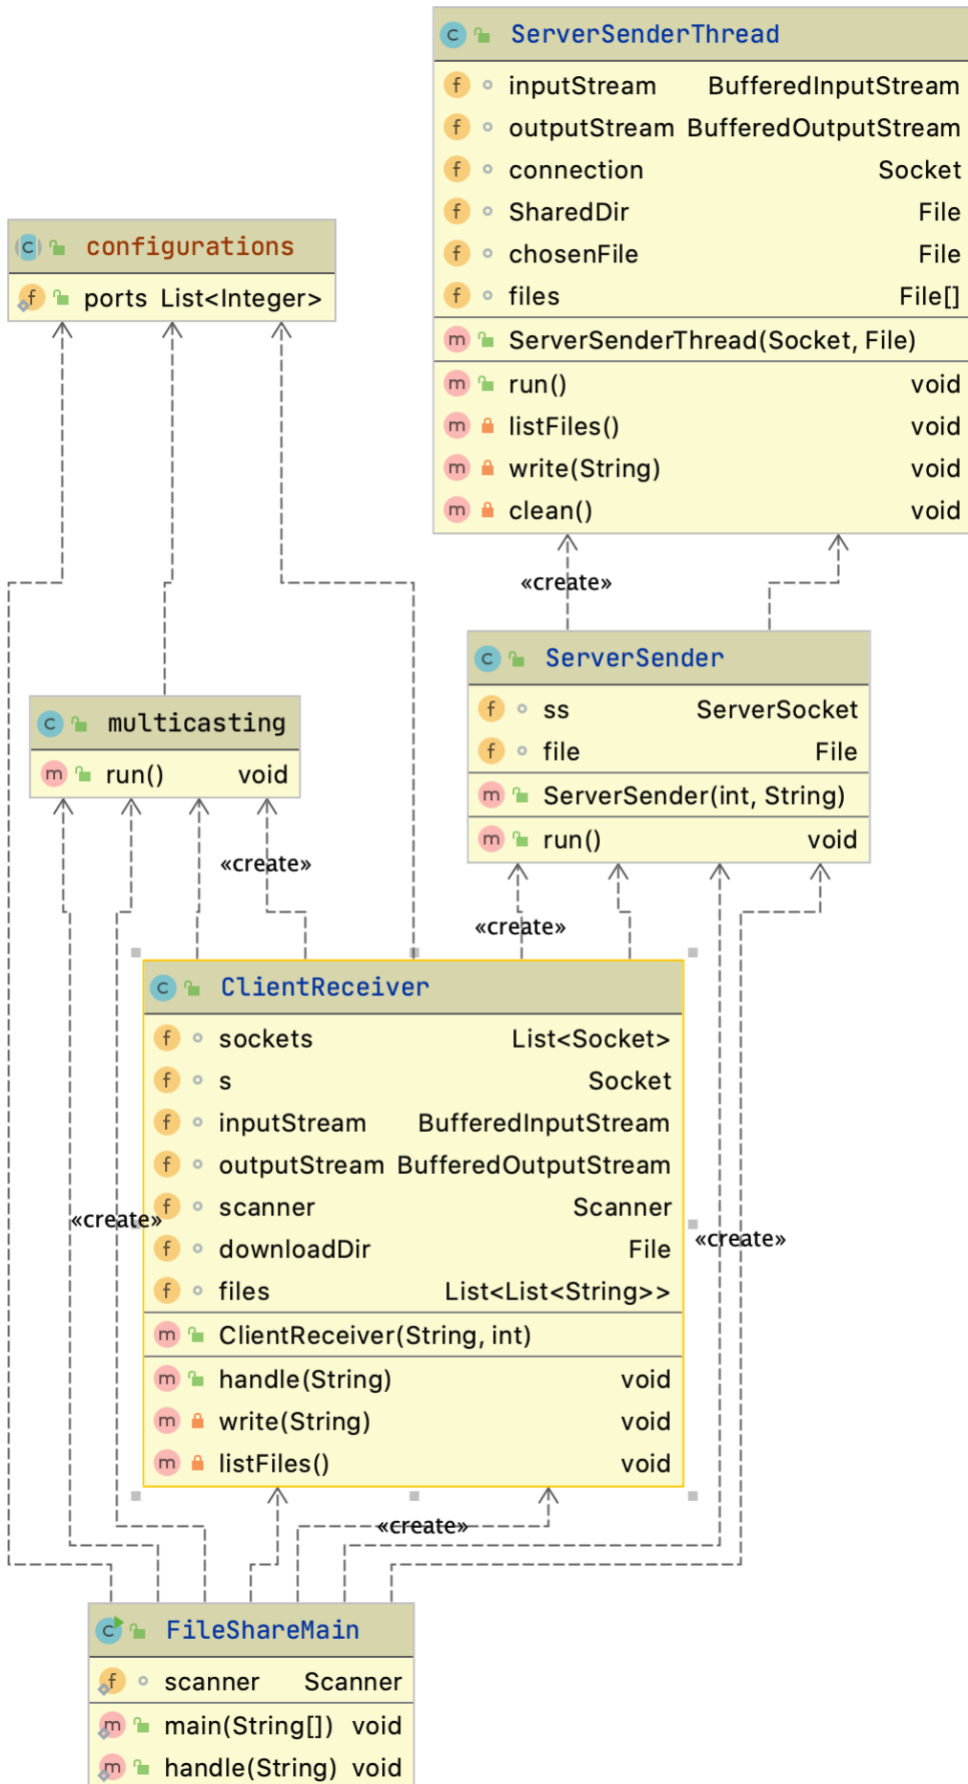 ServerSenderThread
inputStream BufferedInputStream
outputStream BufferedOutputStream
connection Socket
SharedDir File
chosenFile File
files File[]
ServerSenderThread(Socket, File)
run() void
listFiles() void
write(String) void
clean() void
configurations
ports List<Integer>
«create»
ServerSender
ss ServerSocket
file File
ServerSender(int, String)
run() void
multicasting
run() void
«create»
«create»
ClientReceiver
sockets List<Socket>
s Socket
inputStream BufferedInputStream
outputStream BufferedOutputStream
scanner Scanner
downloadDir File
files List<List<String>>
ClientReceiver(String, int)
handle(String) void
write(String) void
listFiles() void
«create»
«create»
«create»
FileShareMain
scanner Scanner
main(String[]) void
handle(String) void